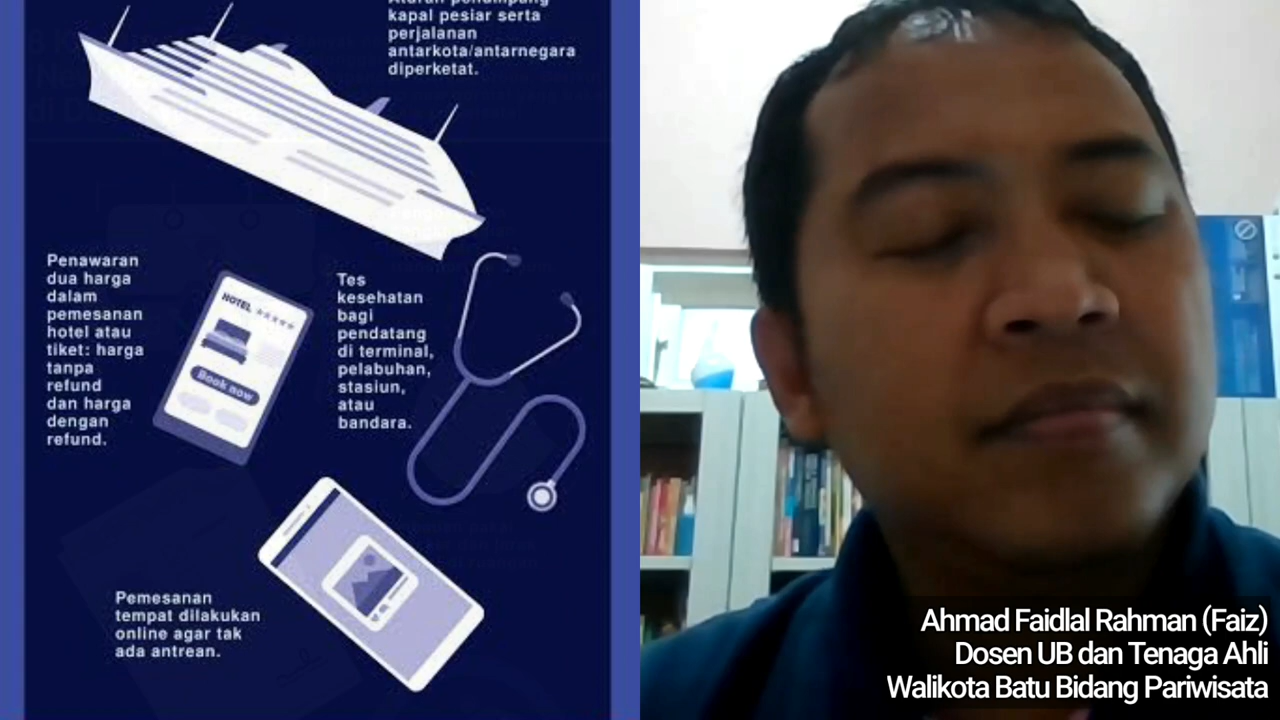 kapal pesiar serta
perjalanan
antarkota/antarnegara
diperketat.
Penawaran
dua harga
dalam
pemesanan
hotel atau
tiket: harga
tanpa
refund
dan harga
dengan
refund.
HOTEL ★★★★★
Book now
Tes
kesehatan
bagi
pendatang
di terminal,
pelabuhan,
stasiun,
atau
bandara.
Pemesanan
tempat dilakukan
online agar tak
ada antrean.
Ahmad Faidlal Rahman (Faiz)
Dosen UB dan Tenaga Ahli
Walikota Batu Bidang Pariwisata